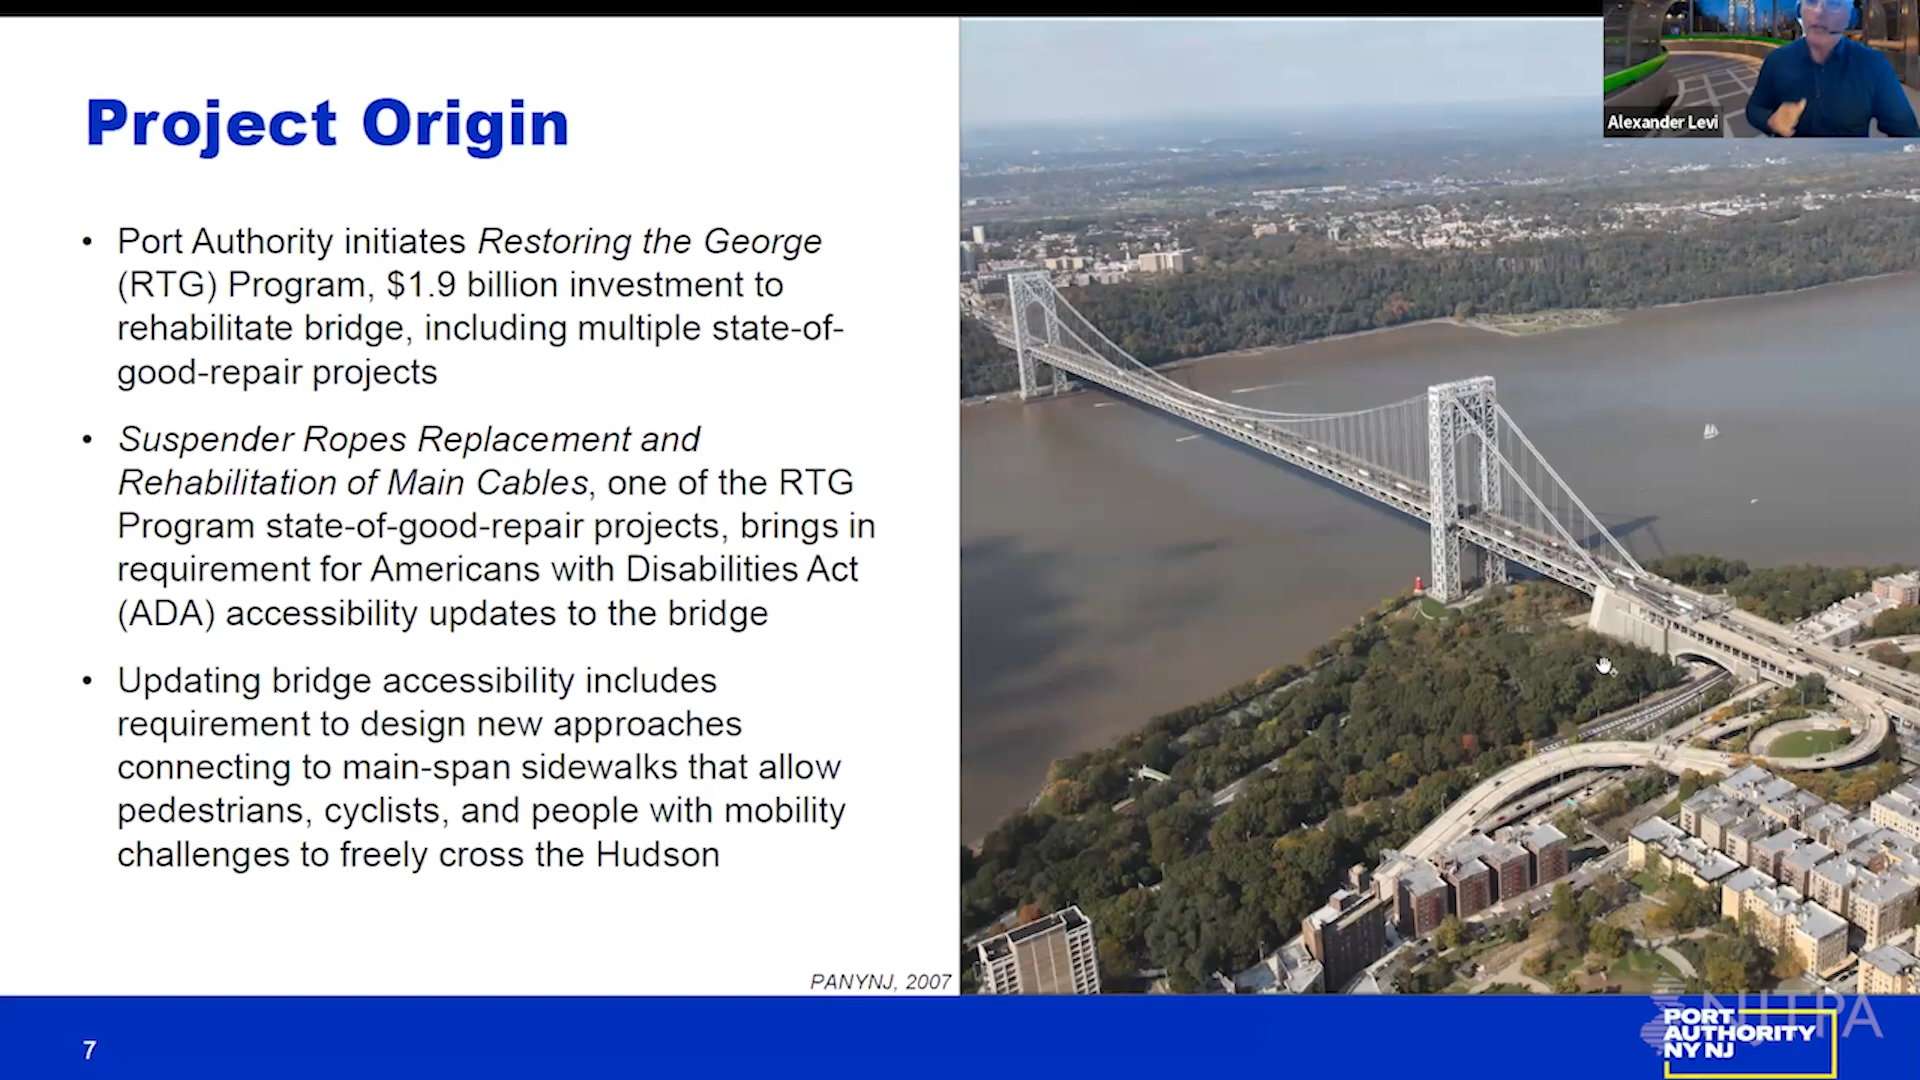 Alexander Levi
Project Origin
• Port Authority initiates Restoring the George
(RTG) Program, $1.9 billion investment to
rehabilitate bridge, including multiple state-of-
good-repair projects
• Suspender Ropes Replacement and
Rehabilitation of Main Cables, one of the RTG
Program state-of-good-repair projects, brings in
requirement for Americans with Disabilities Act
(ADA) accessibility updates to the bridge
• Updating bridge accessibility includes
requirement to design new approaches
connecting to main-span sidewalks that allow
pedestrians, cyclists, and people with mobility
challenges to freely cross the Hudson
PANYNJ, 2007
7
NJTPA
PORT
AUTHORITY
NY NJ